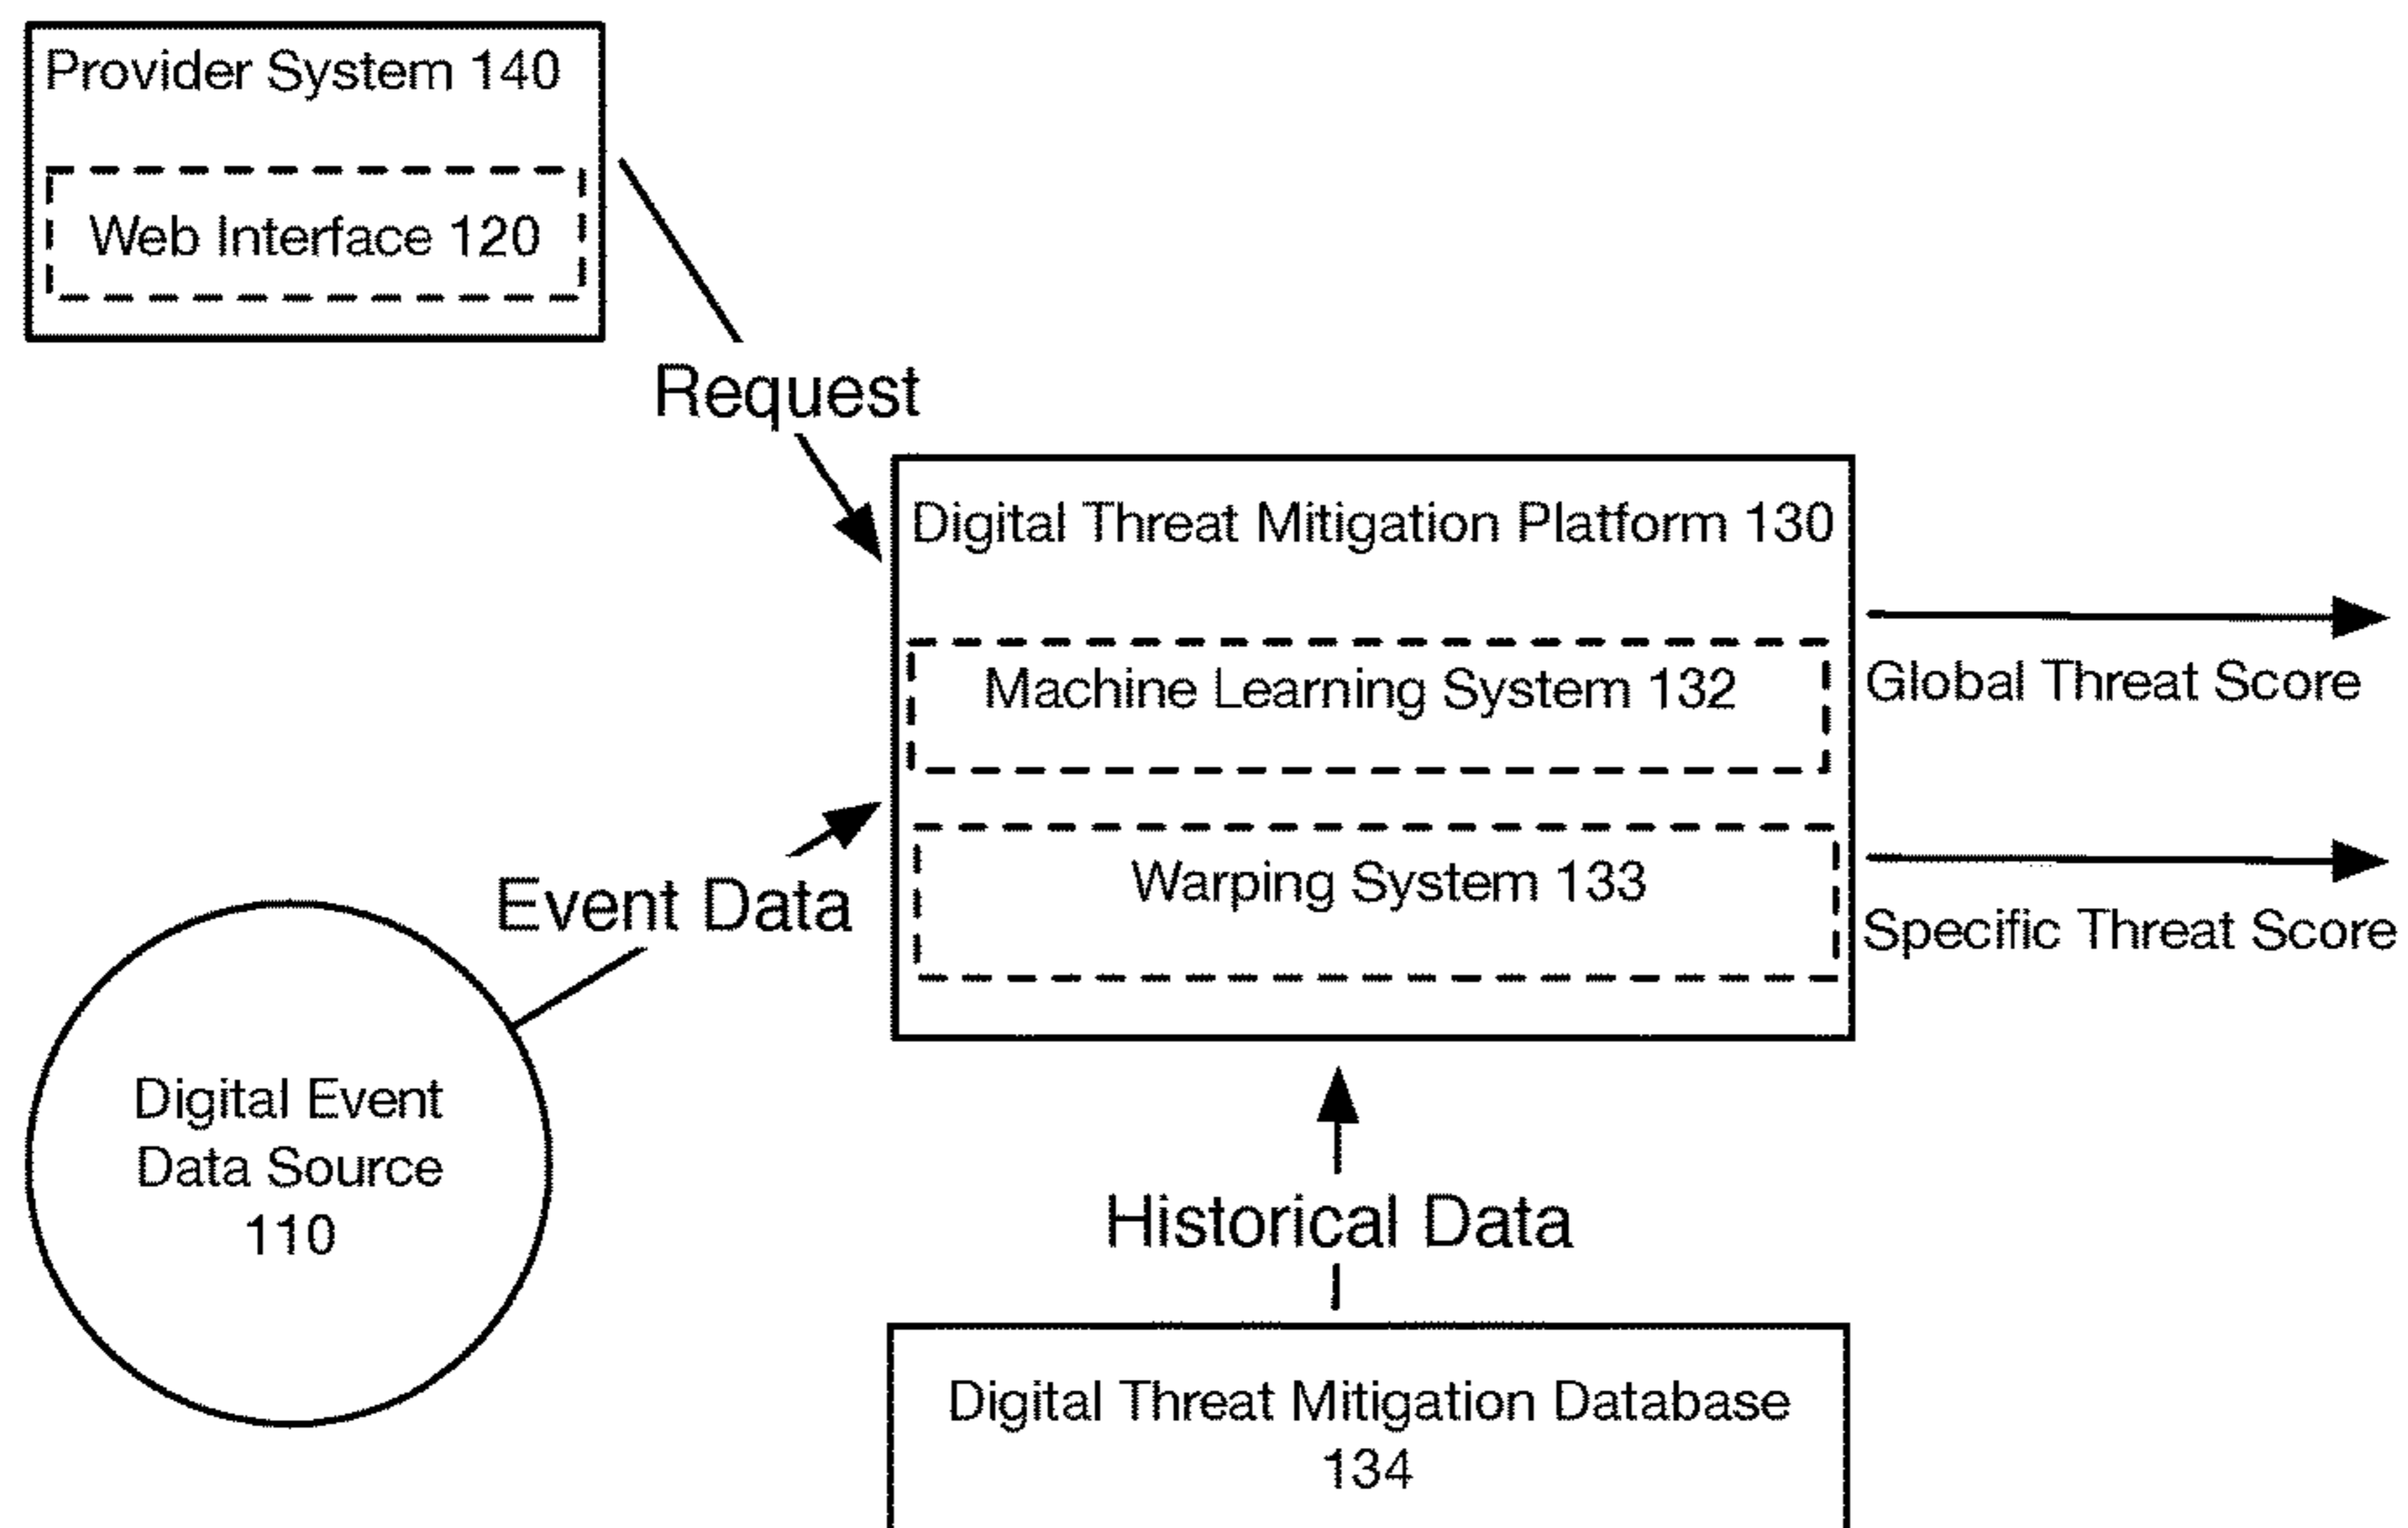 Provider System 140
Web Interface 120
Request
Digital Threat Mitigation Platform 130
Machine Learning System 132
Global Threat Score
Warping System 133
Specific Threat Score
Event Data
Digital Event
Data Source
110
Historical Data
Digital Threat Mitigation Database
134